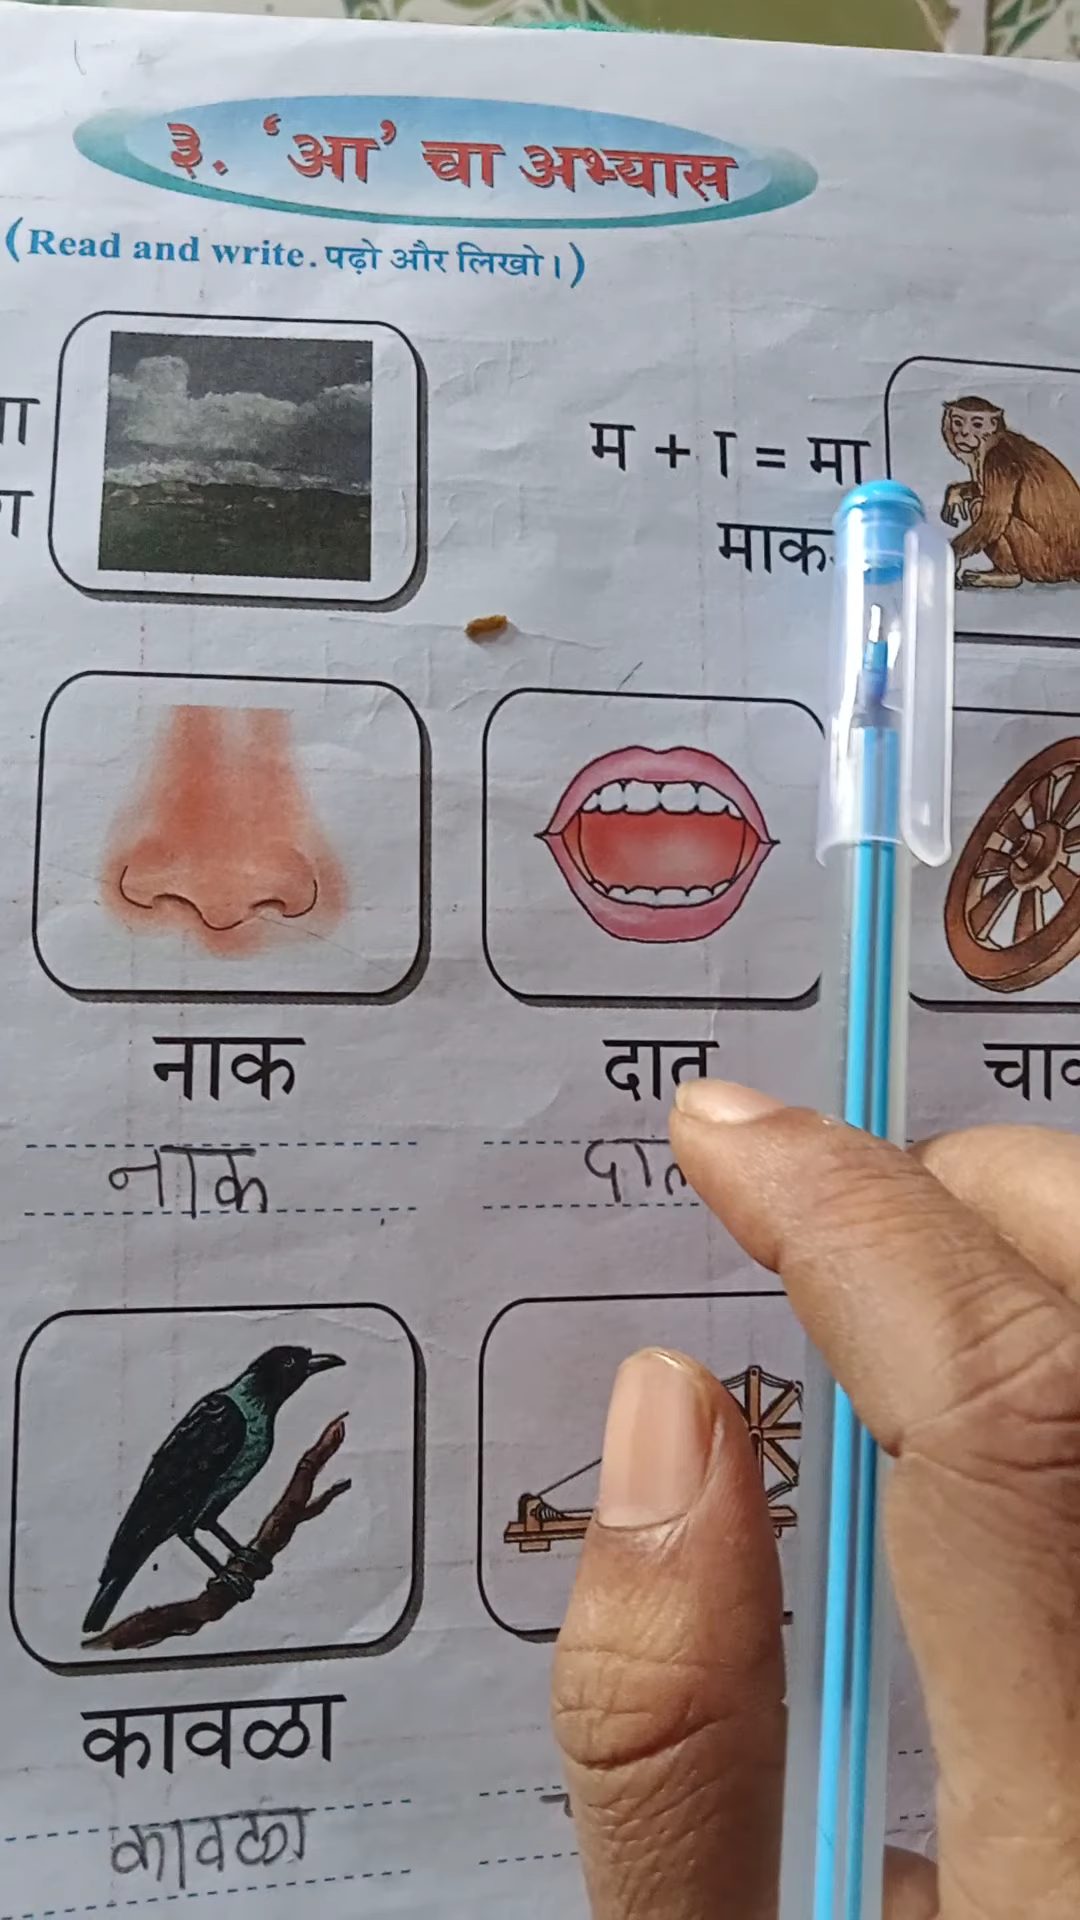 ३. ‘आ’ चा अभ्यास
(Read and write. पढ़ो और लिखो।)
म + ा = मा
नाक
दात
नाक
कावळा
कावळा